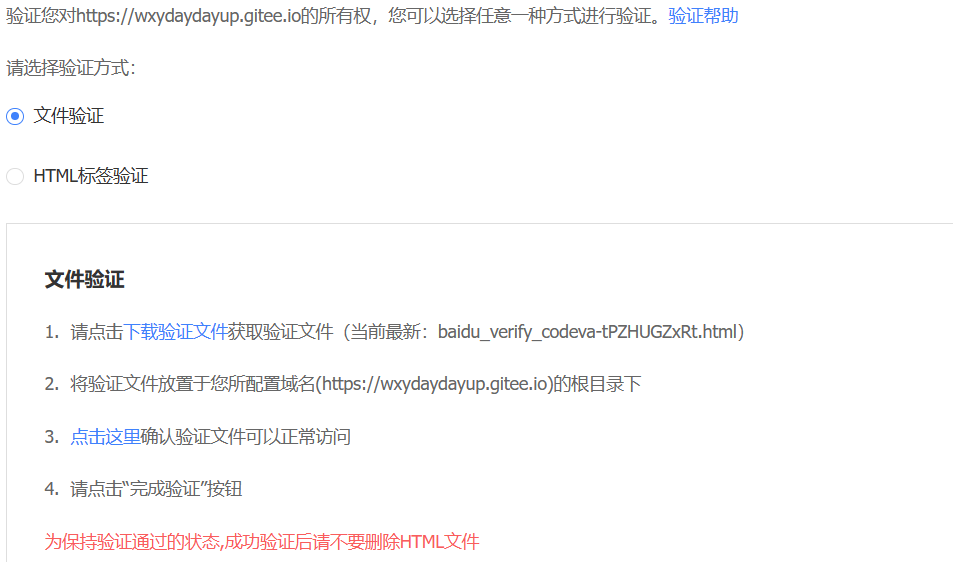 验证您对https://wxydaydayup.gitee.io的所有权，您可以选择任意一种方式进行验证。验证帮助
请选择验证方式：
文件验证
HTML标签验证
文件验证
1. 请点击下载验证文件获取验证文件（当前最新：baidu_verify_codeva-tPZHUGZxRt.html）
2. 将验证文件放置于您所配置域名(https://wxydaydayup.gitee.io)的根目录下
3. 点击这里确认验证文件可以正常访问
4. 请点击“完成验证”按钮
为保持验证通过的状态,成功验证后请不要删除HTML文件